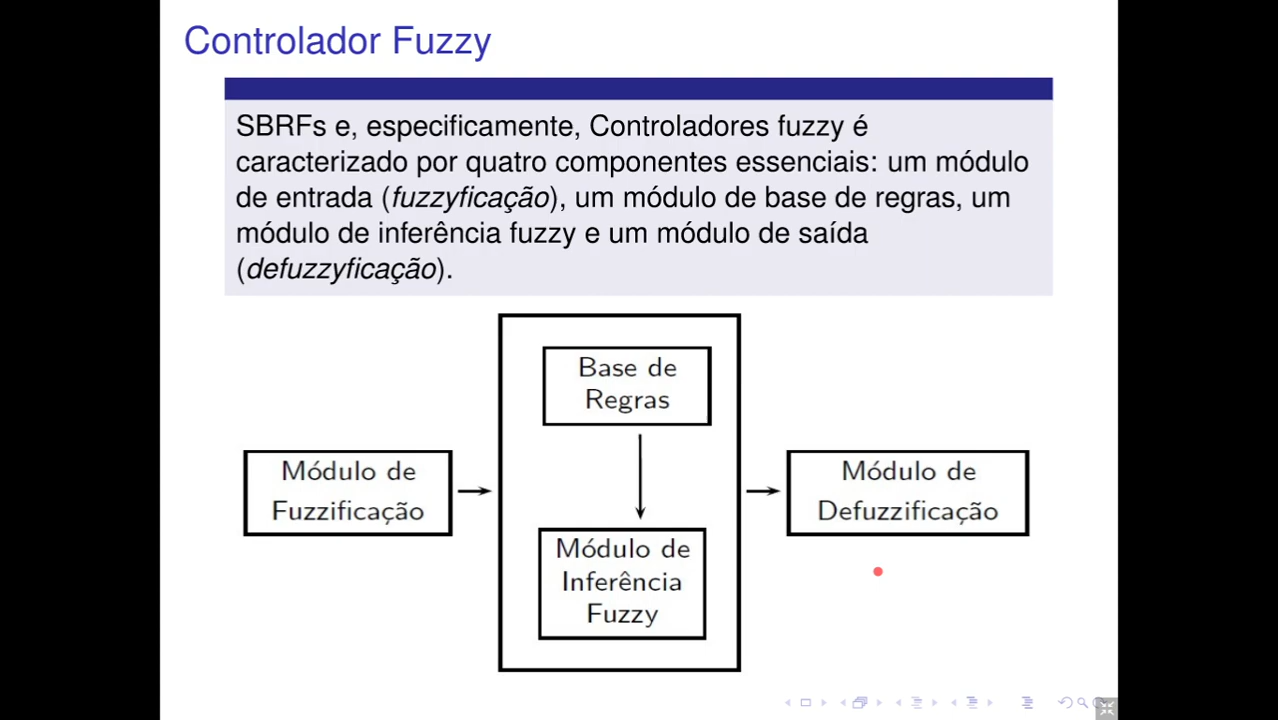 Controlador Fuzzy
SBRFs e, especificamente, Controladores fuzzy é
caracterizado por quatro componentes essenciais: um módulo
de entrada (fuzzyficação), um módulo de base de regras, um
módulo de inferência fuzzy e um módulo de saída
(defuzzyficação).
Base de
Regras
Módulo de
Fuzzificação
Módulo de
Inferência
Fuzzy
Módulo de
Defuzzificação